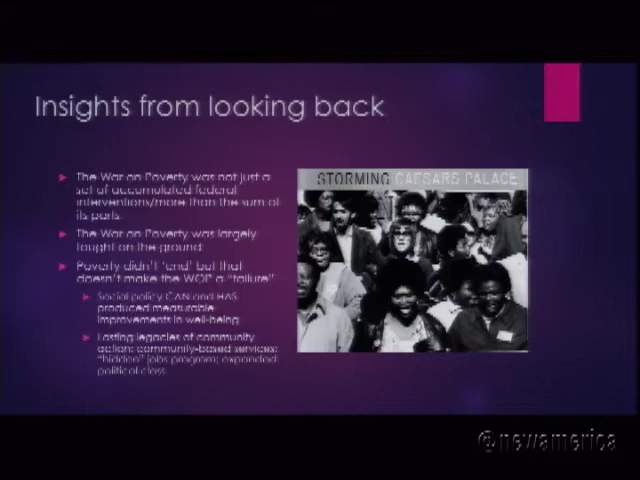 Insights from looking back
The War on Poverty was not just a
set of accumulated federal
interventions/more than the sum of
its parts.
The War on Poverty was largely
fought on the ground
Poverty didn't 'end' but that
doesn't make the WOP a "failure"
Social policy CAN and HAS
produced measurable
improvements in well-being
Lasting legacies of community
action: community-based services;
"hidden" jobs program; expanded
political class
STORMING CAESARS PALACE
@newamerica